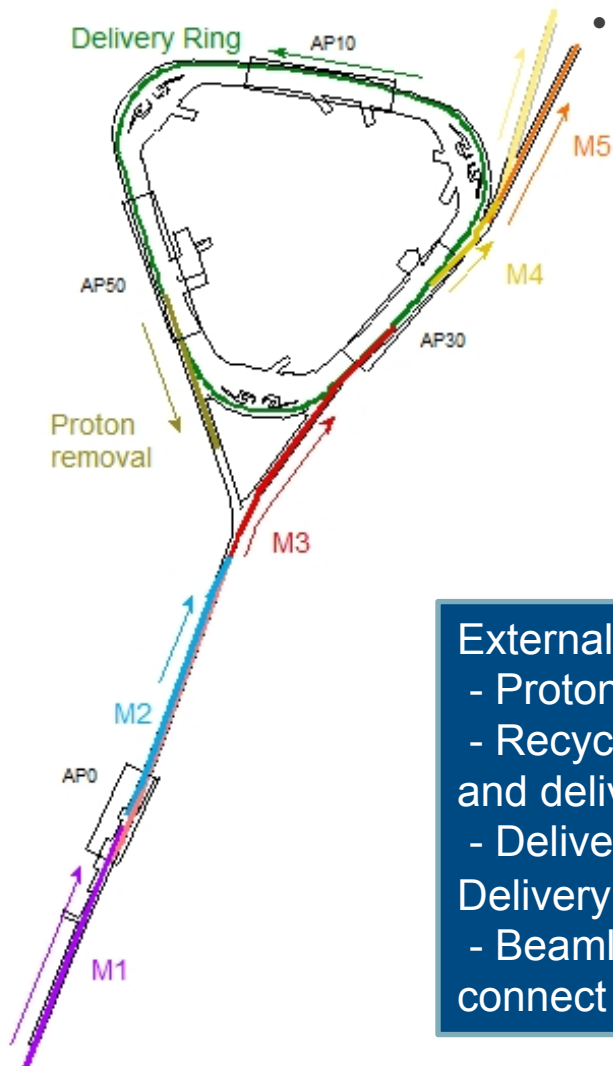 •
Delivery Ring
AP10
M5
M4
AP50
AP30
Proton
removal
M3
M2
AP0
M1
External
- Proton
- Recyc
and deliv
- Delive
Delivery
- Beaml
connect